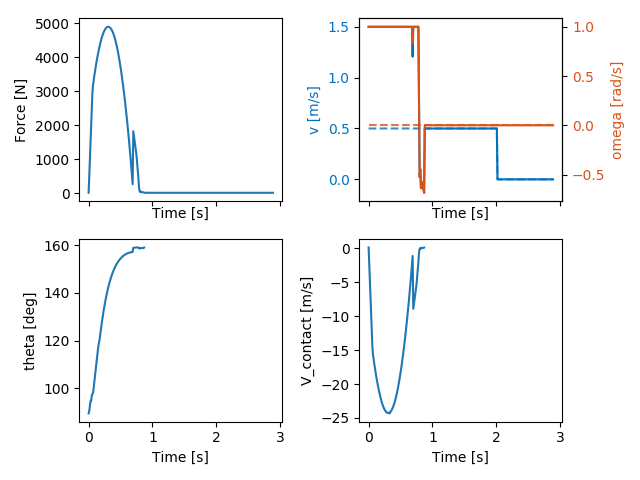 5000
4000
3000
2000
1000
0
Force [N]
Time [s]
1.5
1.0
0.5
0.0
v [m/s]
1.0
0.5
0.0
−0.5
omega [rad/s]
Time [s]
160
140
120
100
theta [deg]
0 1 2 3
Time [s]
0
−5
−10
−15
−20
−25
V_contact [m/s]
0 1 2 3
Time [s]